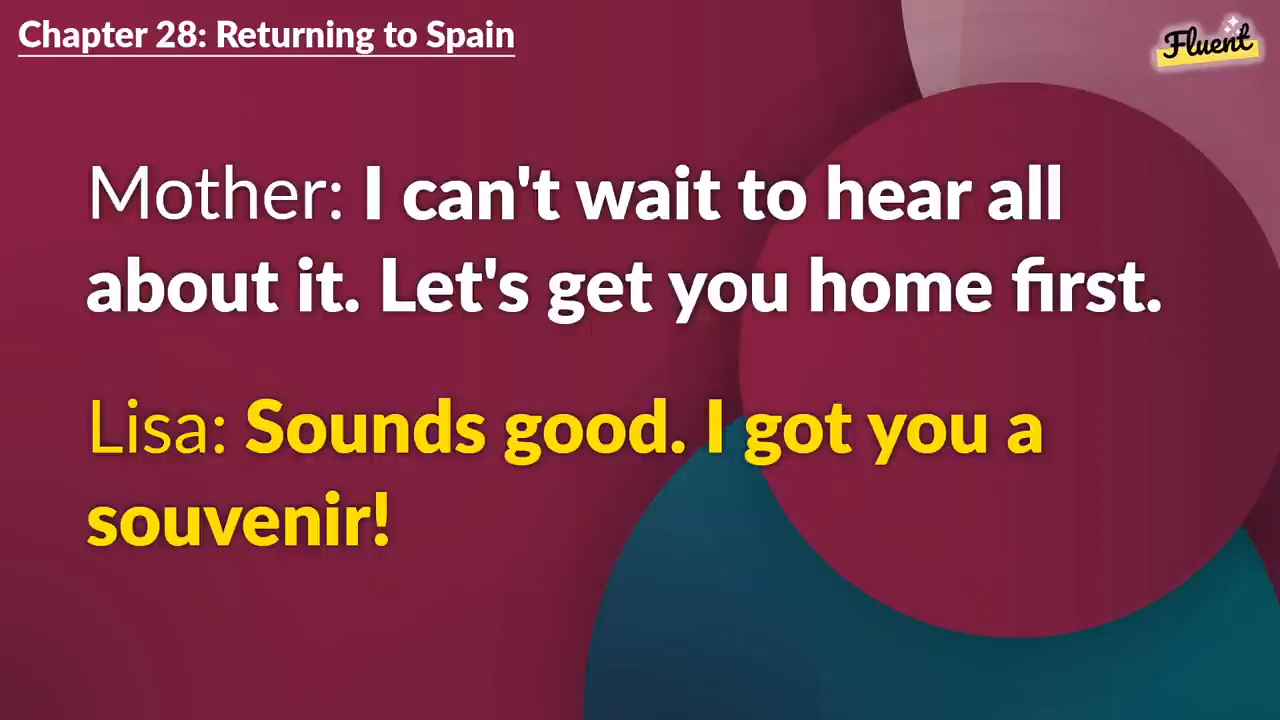 Chapter 28: Returning to Spain
Fluent
Mother: I can't wait to hear all
about it. Let's get you home first.
Lisa: Sounds good. I got you a
souvenir!